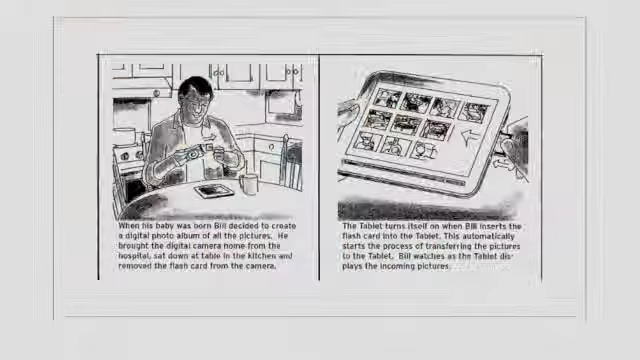 When his baby was born Bill decided to create
a digital photo album of all the pictures. He
brought the digital camera home from the
hospital, sat down at table in the kitchen and
removed the flash card from the camera.
The Tablet turns itself on when Bill inserts the
flash card into the Tablet. This automatically
starts the process of transferring the pictures
to the Tablet. Bill watches as the Tablet dis-
plays the incoming pictures.